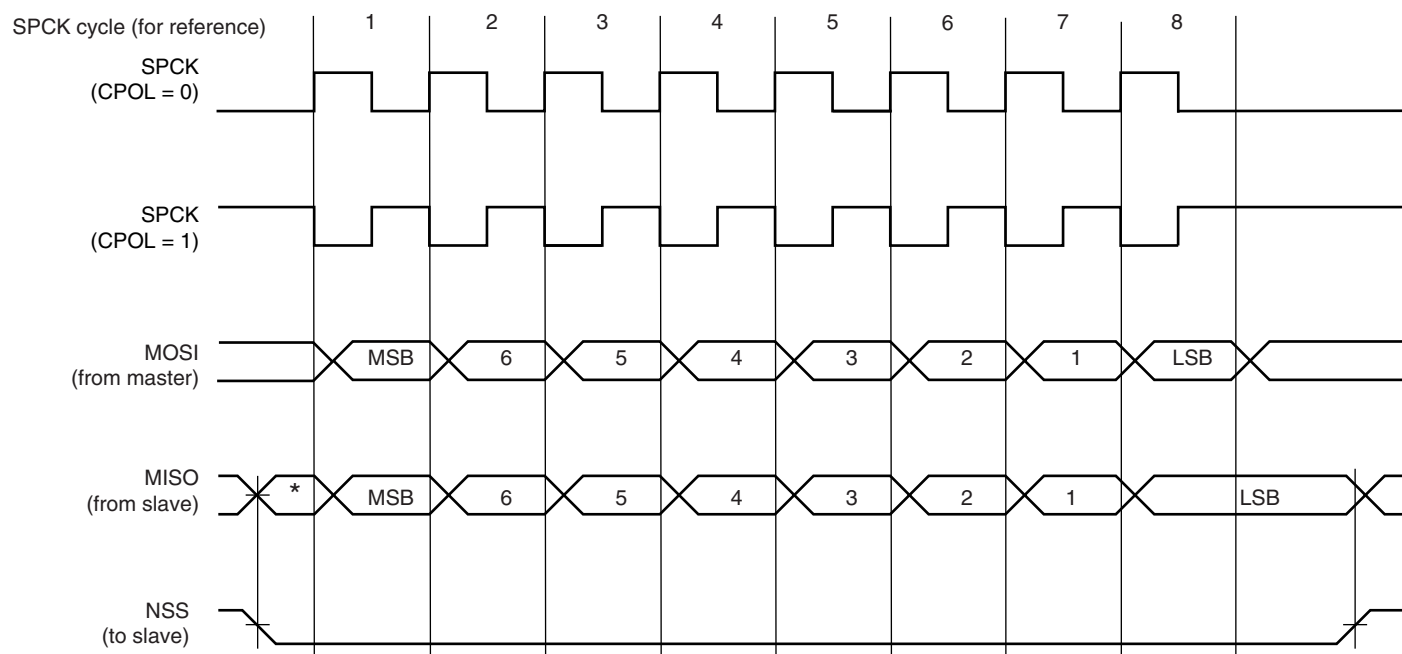 SPCK cycle (for reference) 1 2 3 4 5 6 7 8
SPCK
(CPOL = 0)
SPCK
(CPOL = 1)
MOSI
(from master)
MSB 6 5 4 3 2 1 LSB
MISO
(from slave)
* MSB 6 5 4 3 2 1 LSB
NSS
(to slave)